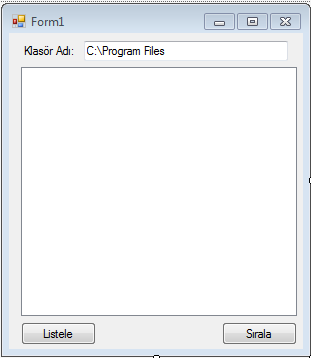 Form1
Klasör Adı: C:\Program Files
Listele Sırala